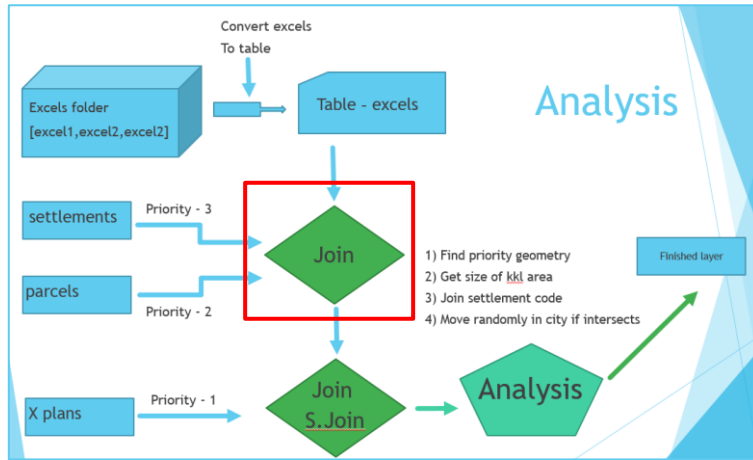 Convert excels
To table
Analysis
Excels folder
[excel1,excel2,excel2]
Table - excels
settlements
Priority - 3
Join
parcels
Priority - 2
1) Find priority geometry
2) Get size of kkl area
3) Join settlement code
4) Move randomly in city if intersects
Finished layer
X plans
Priority - 1
Join
S.Join
Analysis